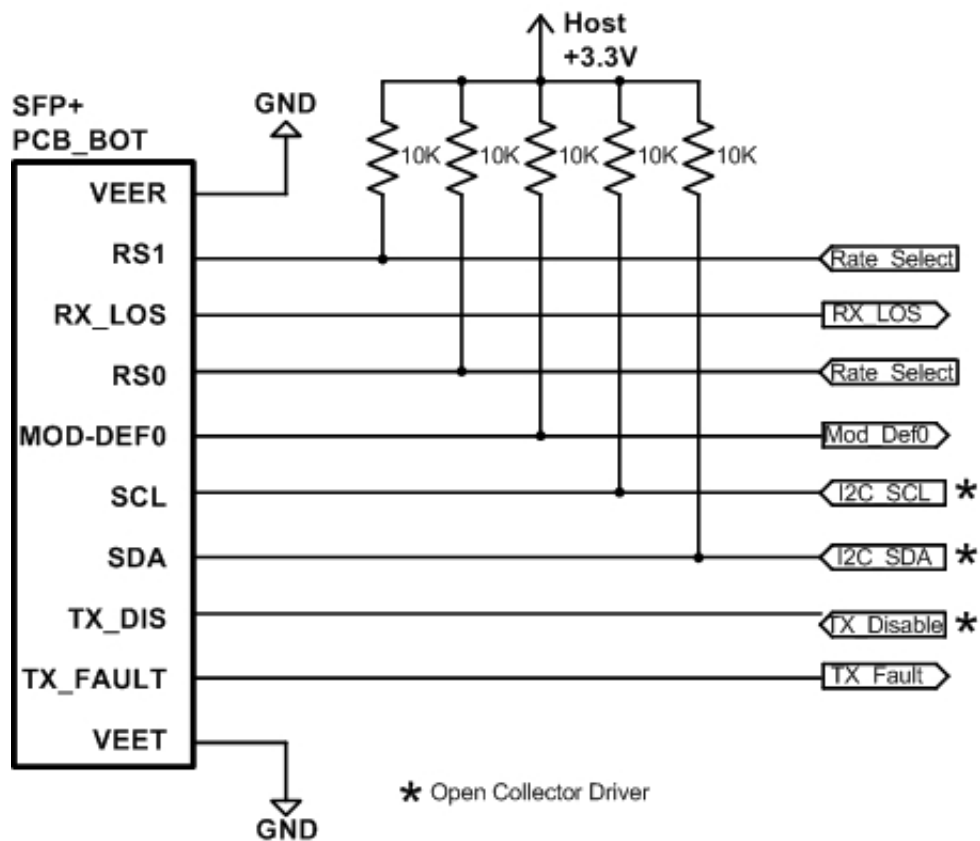 Host
+3.3V
SFP+
PCB_BOT
GND
10K 10K 10K 10K 10K
VEER
RS1 Rate_Select
RX_LOS RX_LOS
RS0 Rate_Select
MOD-DEF0 Mod_Def0
SCL I2C_SCL *
SDA I2C_SDA *
TX_DIS TX_Disable *
TX_FAULT TX_Fault
VEET
* Open Collector Driver
GND